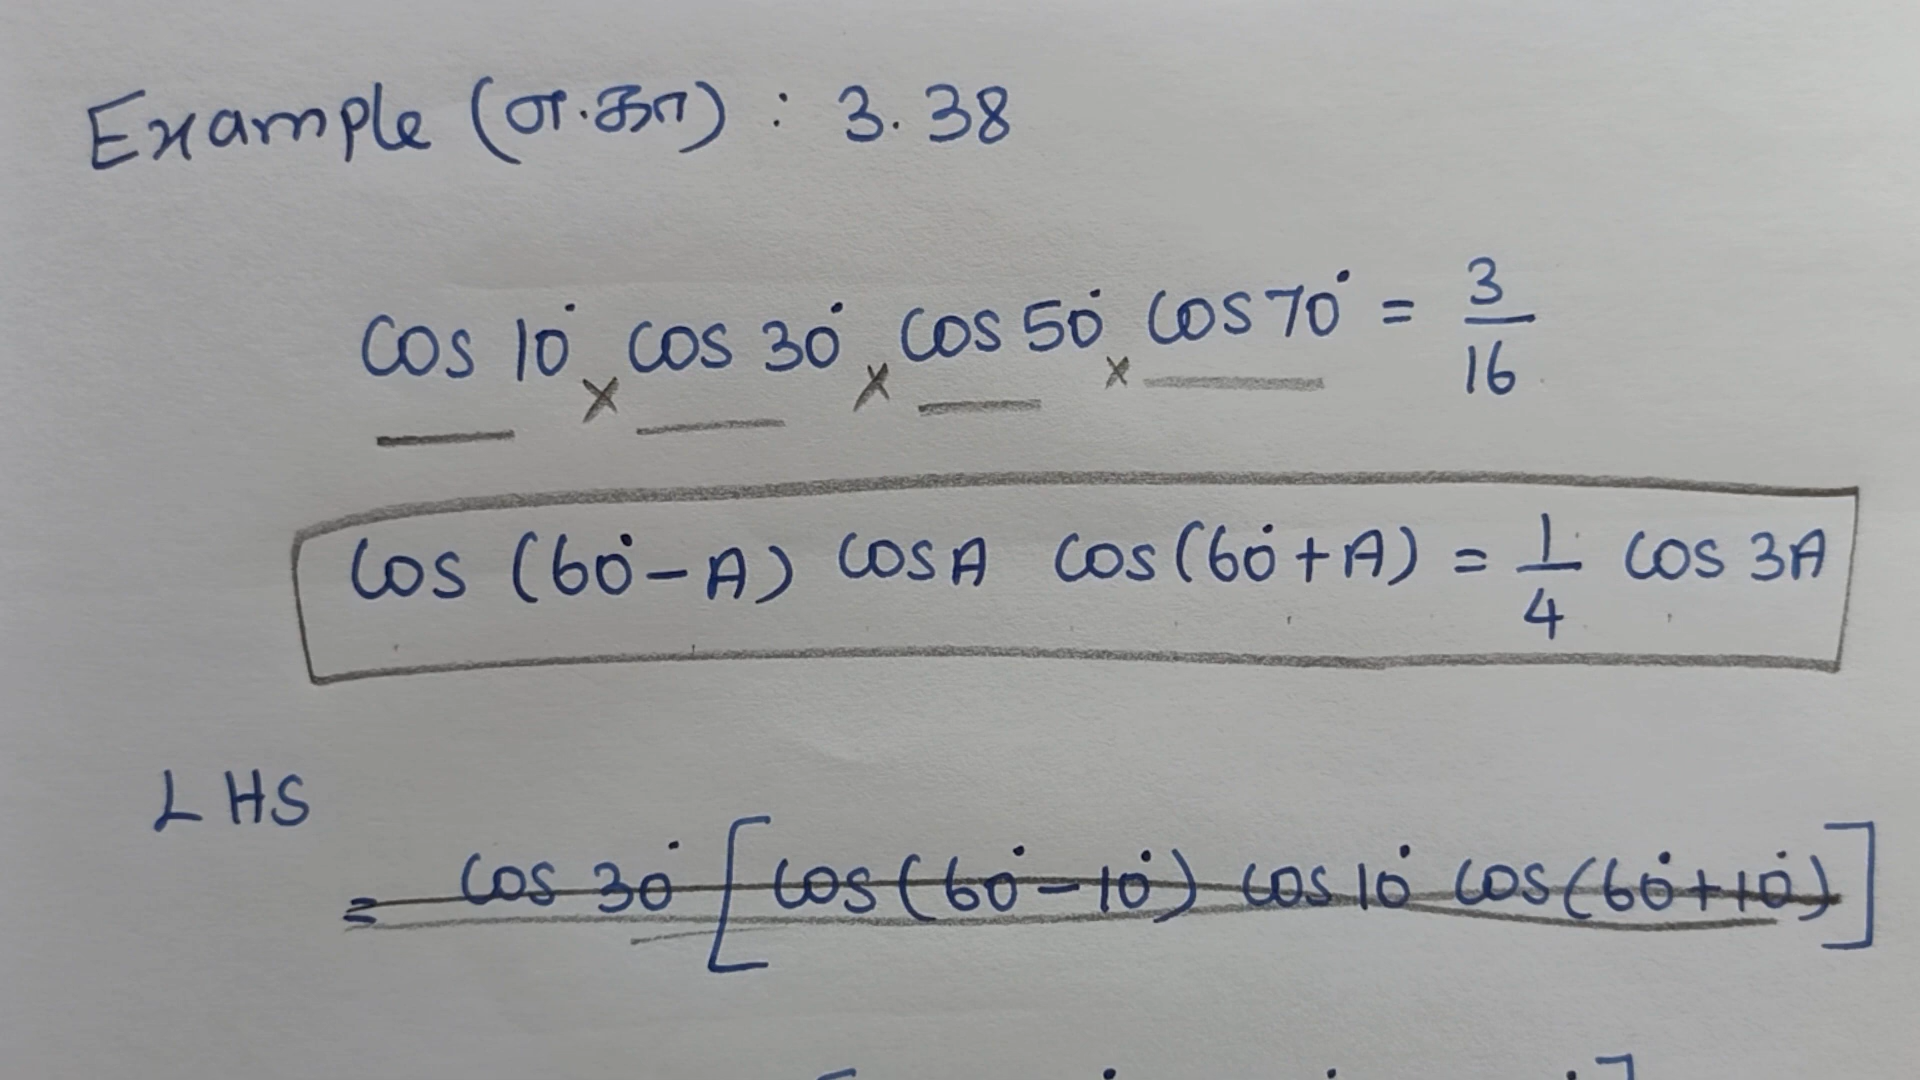 Example (எ.கா) : 3.38
cos 10° × cos 30° × cos 50° × cos 70° = 3/16
cos (60° - A) cos A cos (60° + A) = 1/4 cos 3A
LHS
= cos 30° [cos (60° - 10°) cos 10° cos (60° + 10°)]